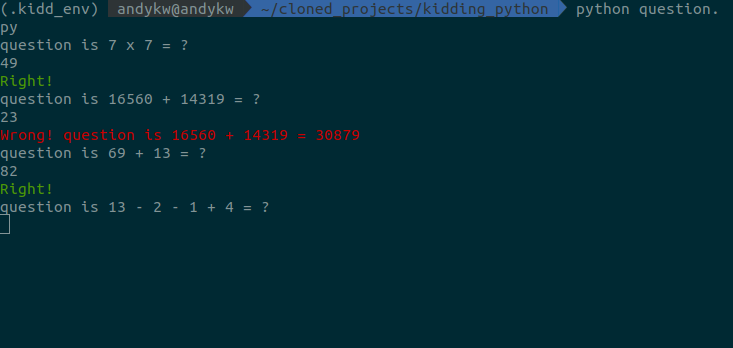 (.kidd_env) andykw@andykw ~/cloned_projects/kidding_python python question.
py
question is 7 x 7 = ?
49
Right!
question is 16560 + 14319 = ?
23
Wrong! question is 16560 + 14319 = 30879
question is 69 + 13 = ?
82
Right!
question is 13 - 2 - 1 + 4 = ?